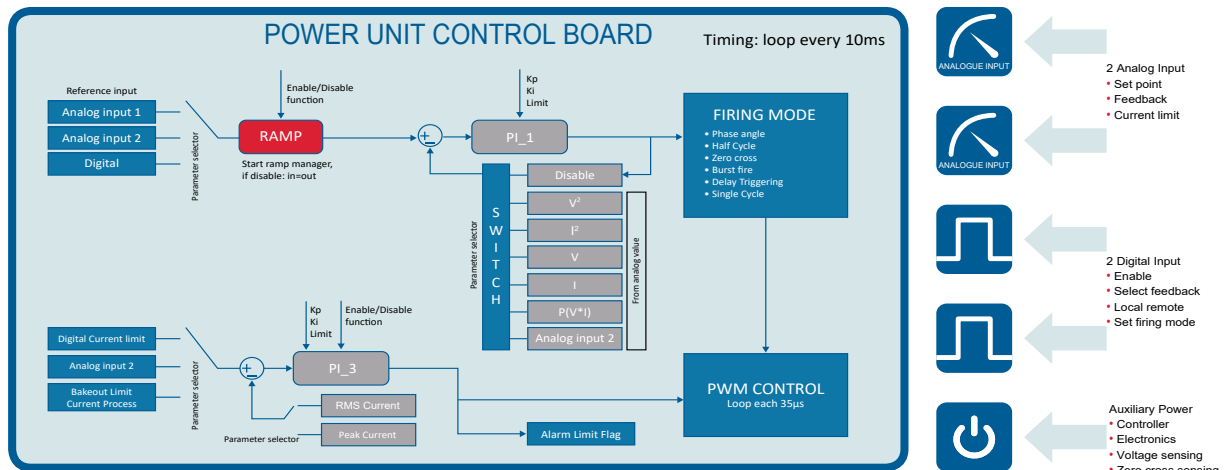 POWER UNIT CONTROL BOARD
Timing: loop every 10ms
Reference input
Analog input 1
Analog input 2
Digital
Parameter selector
Enable/Disable
function
RAMP
Start ramp manager,
if disable: in=out
Kp
Ki
Limit
PI_1
Parameter selector
SWITCH
Disable
V²
I²
V
I
P(V*I)
Analog input 2
From analog value
FIRING MODE
• Phase angle
• Half Cycle
• Zero cross
• Burst fire
• Delay Triggering
• Single Cycle
Digital Current limit
Analog input 2
Bakeout Limit
Current Process
Parameter selector
Kp
Ki
Limit
Enable/Disable
function
PI_3
RMS Current
Parameter selector
Peak Current
Alarm Limit Flag
PWM CONTROL
Loop each 35µs
ANALOGUE INPUT
ANALOGUE INPUT
2 Analog Input
• Set point
• Feedback
• Current limit
2 Digital Input
• Enable
• Select feedback
• Local remote
• Set firing mode
Auxiliary Power
• Controller
• Electronics
• Voltage sensing
• Zero cross sensing